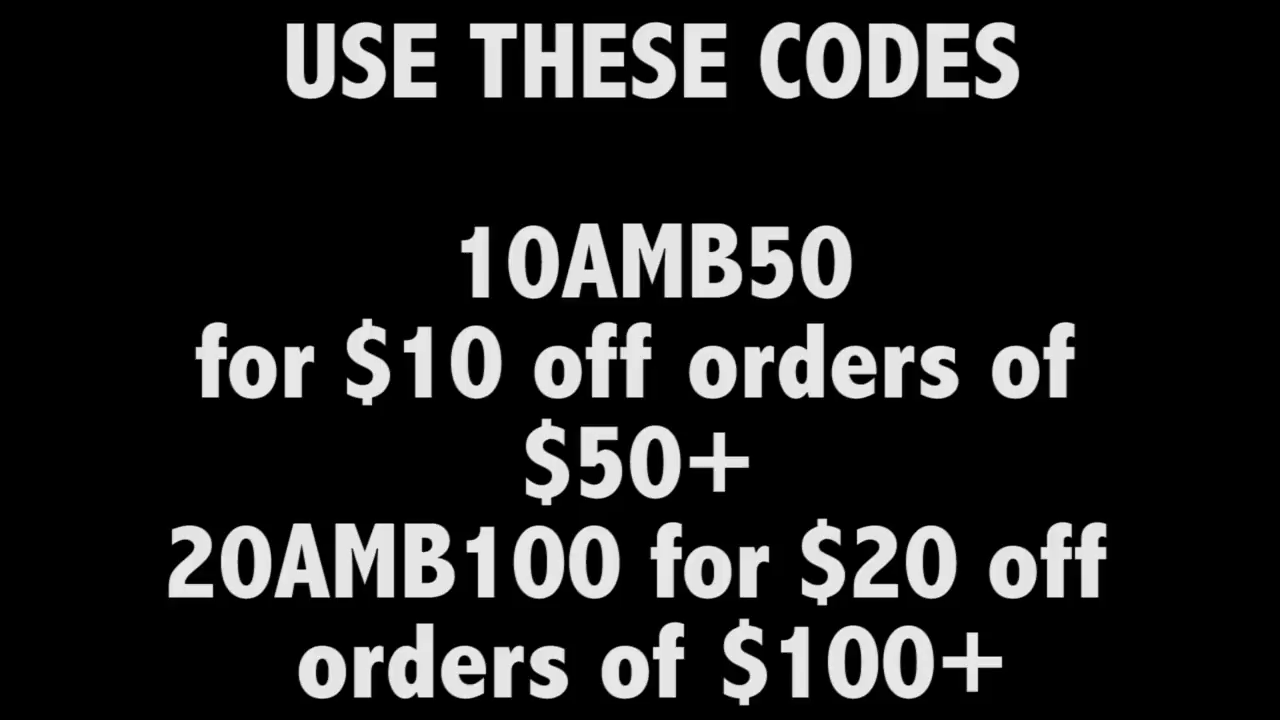 USE THESE CODES
10AMB50
for $10 off orders of
$50+
20AMB100 for $20 off
orders of $100+